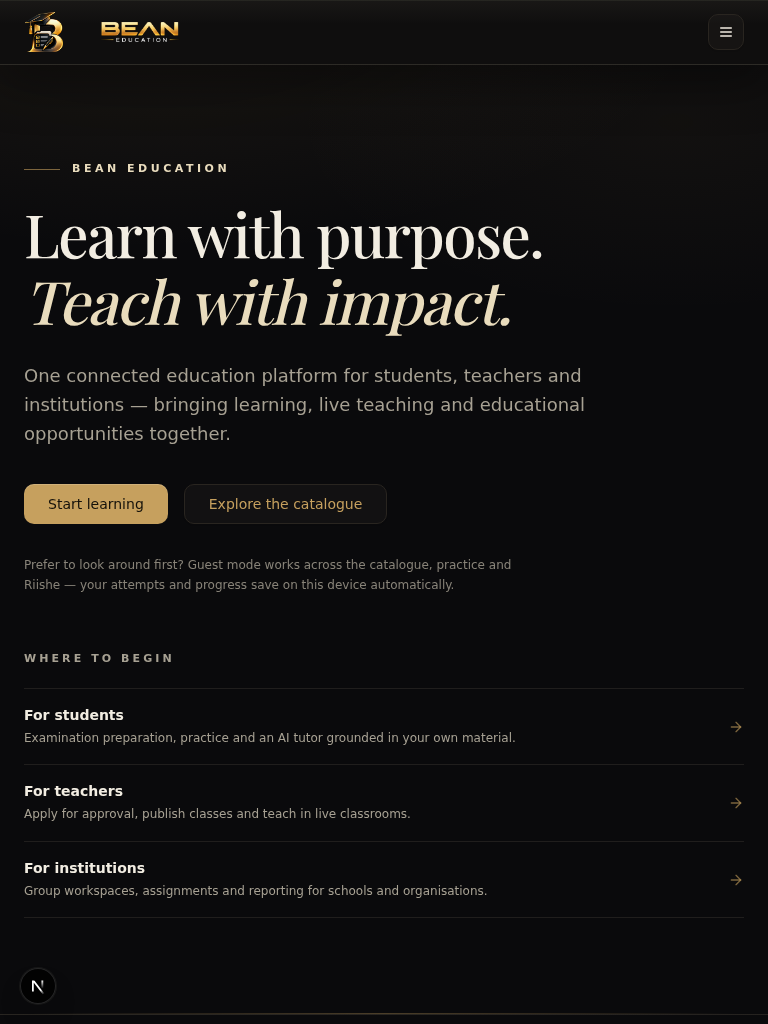 B
BEAN
EDUCATION
BEAN EDUCATION
Learn with purpose.
Teach with impact.
One connected education platform for students, teachers and
institutions — bringing learning, live teaching and educational
opportunities together.
Start learning
Explore the catalogue
Prefer to look around first? Guest mode works across the catalogue, practice and
Riishe — your attempts and progress save on this device automatically.
WHERE TO BEGIN
For students
Examination preparation, practice and an AI tutor grounded in your own material.
For teachers
Apply for approval, publish classes and teach in live classrooms.
For institutions
Group workspaces, assignments and reporting for schools and organisations.
N